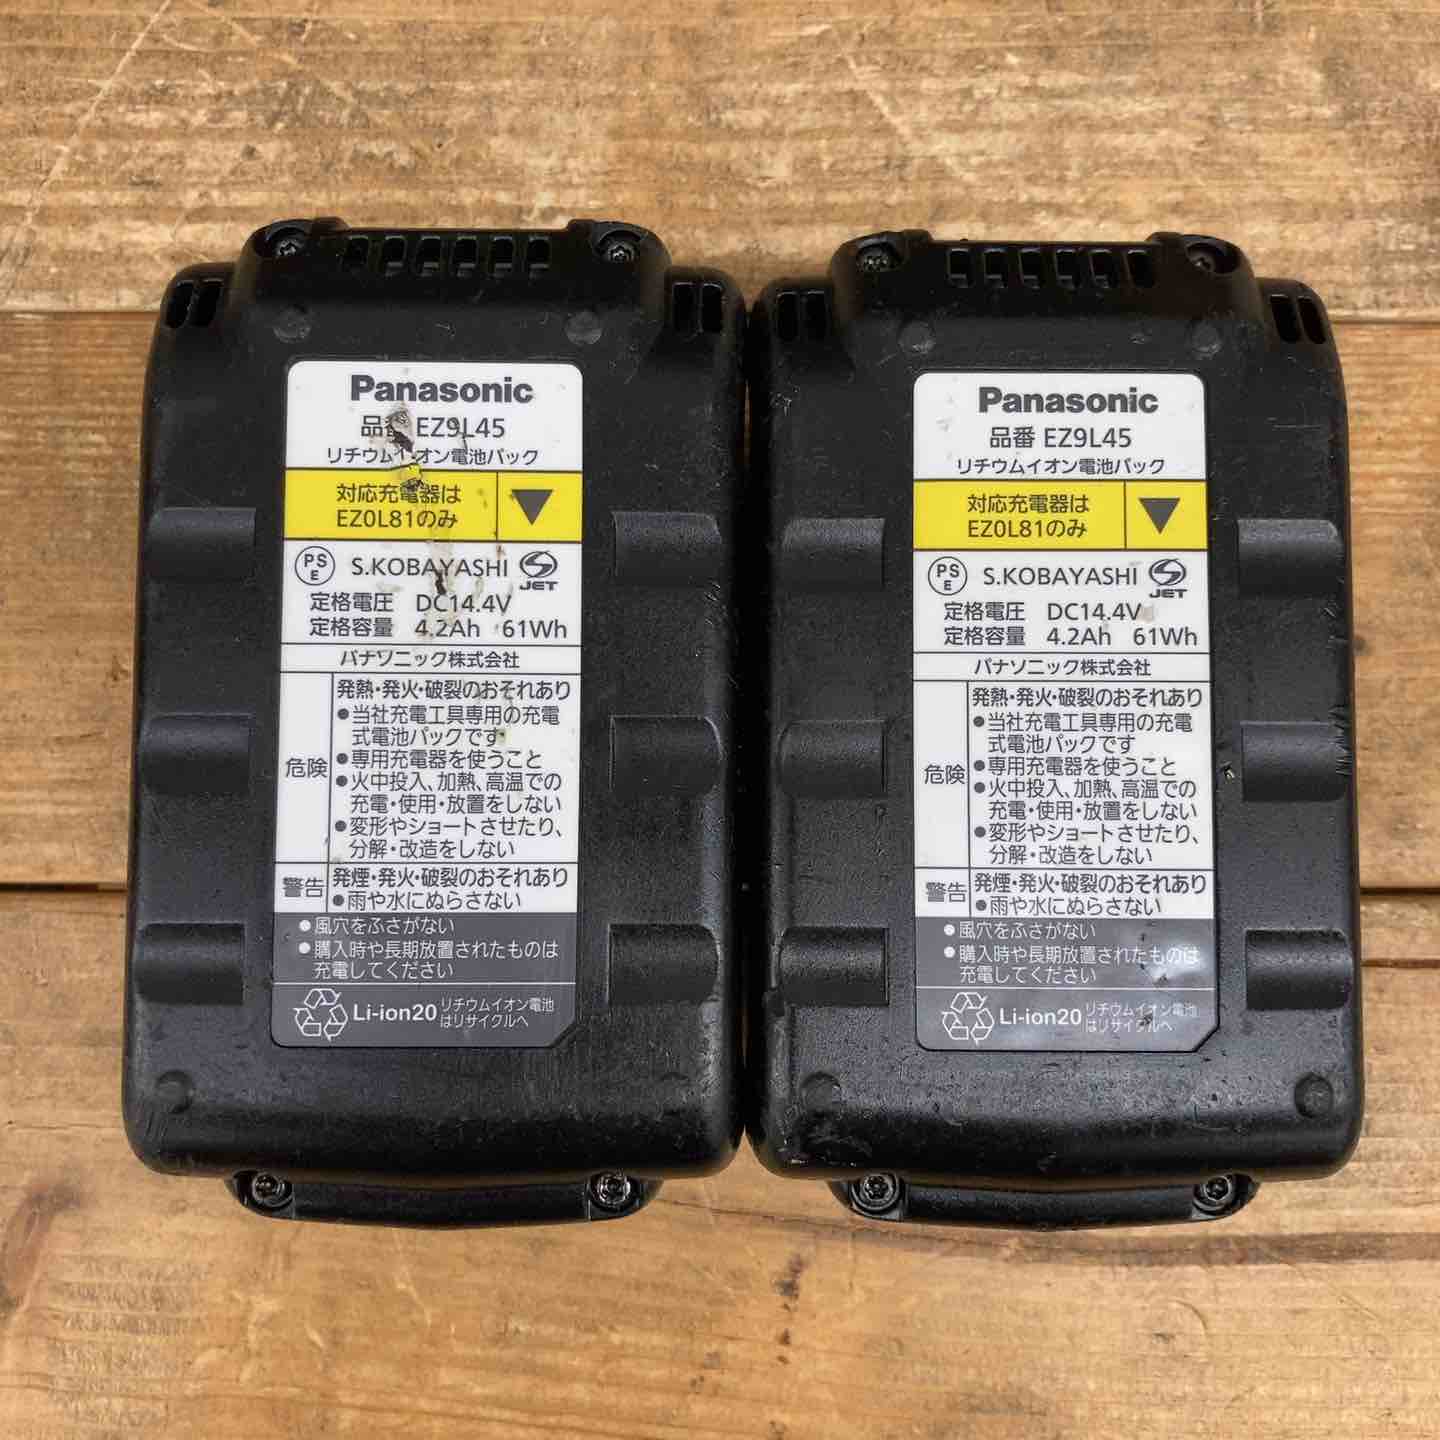 Panasonic
品番 EZ9L45
リチウムイオン電池パック
対応充電器は
EZ0L81のみ
PS
E
S.KOBAYASHI
JET
定格電圧 DC14.4V
定格容量 4.2Ah 61Wh
パナソニック株式会社
危険
発熱・発火・破裂のおそれあり
●当社充電工具専用の充電
式電池パックです
●専用充電器を使うこと
●火中投入、加熱、高温での
充電・使用・放置をしない
●変形やショートさせたり、
分解・改造をしない
警告
発煙・発火・破裂のおそれあり
●雨や水にぬらさない
●風穴をふさがない
●購入時や長期放置されたものは
充電してください
Li-ion20
リチウムイオン電池
はリサイクルへ
Panasonic
品番 EZ9L45
リチウムイオン電池パック
対応充電器は
EZ0L81のみ
PS
E
S.KOBAYASHI
JET
定格電圧 DC14.4V
定格容量 4.2Ah 61Wh
パナソニック株式会社
危険
発熱・発火・破裂のおそれあり
●当社充電工具専用の充電
式電池パックです
●専用充電器を使うこと
●火中投入、加熱、高温での
充電・使用・放置をしない
●変形やショートさせたり、
分解・改造をしない
警告
発煙・発火・破裂のおそれあり
●雨や水にぬらさない
●風穴をふさがない
●購入時や長期放置されたものは
充電してください
Li-ion20
リチウムイオン電池
はリサイクルへ